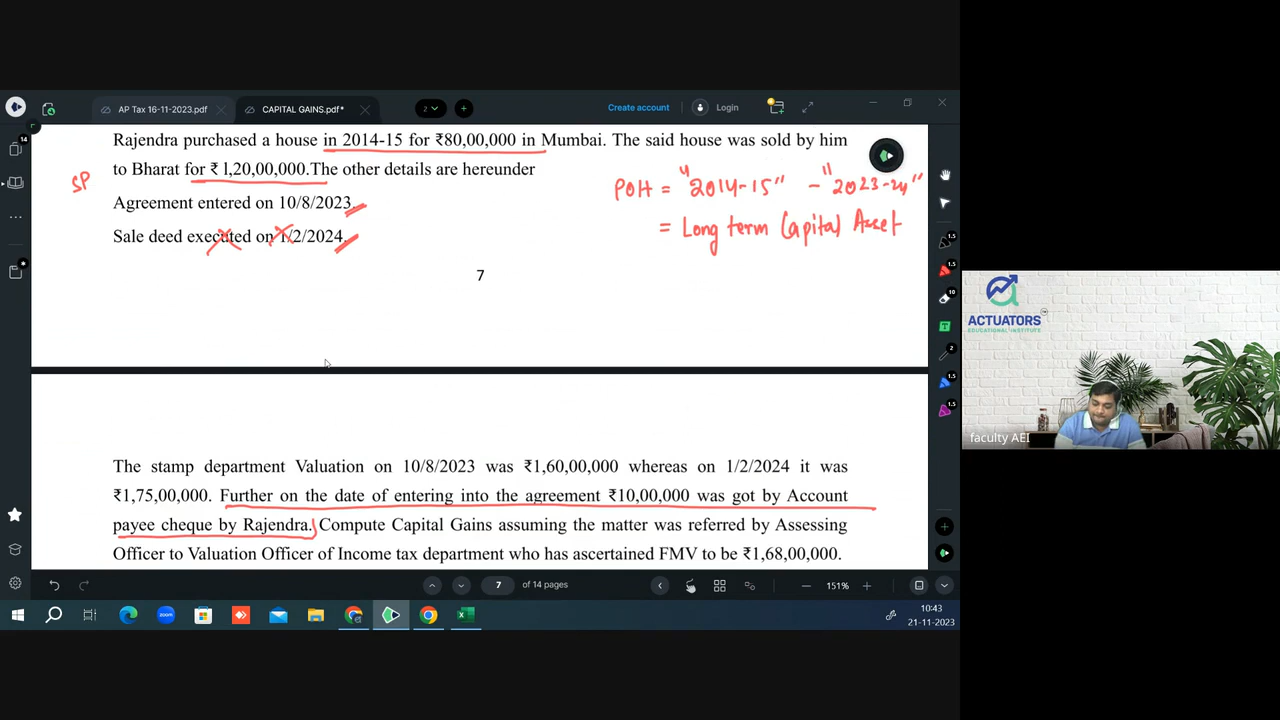 AP Tax 16-11-2023.pdf
CAPITAL GAINS.pdf*
2
Create account
Login
Rajendra purchased a house in 2014-15 for ₹80,00,000 in Mumbai. The said house was sold by him
to Bharat for ₹ 1,20,00,000.The other details are hereunder
SP
POH = "2014-15" - "2023-24"
Agreement entered on 10/8/2023.
= Long term Capital Asset
Sale deed executed on 1/2/2024.
7
ACTUATORS
EDUCATIONAL INSTITUTE
faculty AEI
The stamp department Valuation on 10/8/2023 was ₹1,60,00,000 whereas on 1/2/2024 it was
₹1,75,00,000. Further on the date of entering into the agreement ₹10,00,000 was got by Account
payee cheque by Rajendra. Compute Capital Gains assuming the matter was referred by Assessing
Officer to Valuation Officer of Income tax department who has ascertained FMV to be ₹1,68,00,000.
7
of 14 pages
151%
10:43
21-11-2023